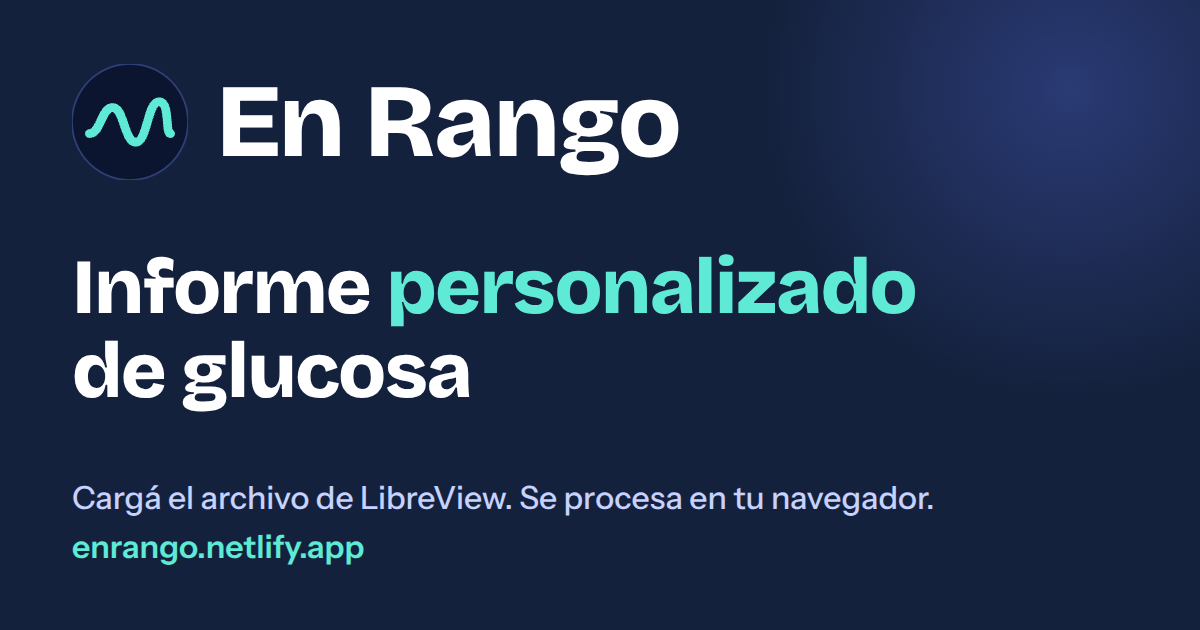 En Rango
Informe personalizado
de glucosa
Cargá el archivo de LibreView. Se procesa en tu navegador.
enrango.netlify.app